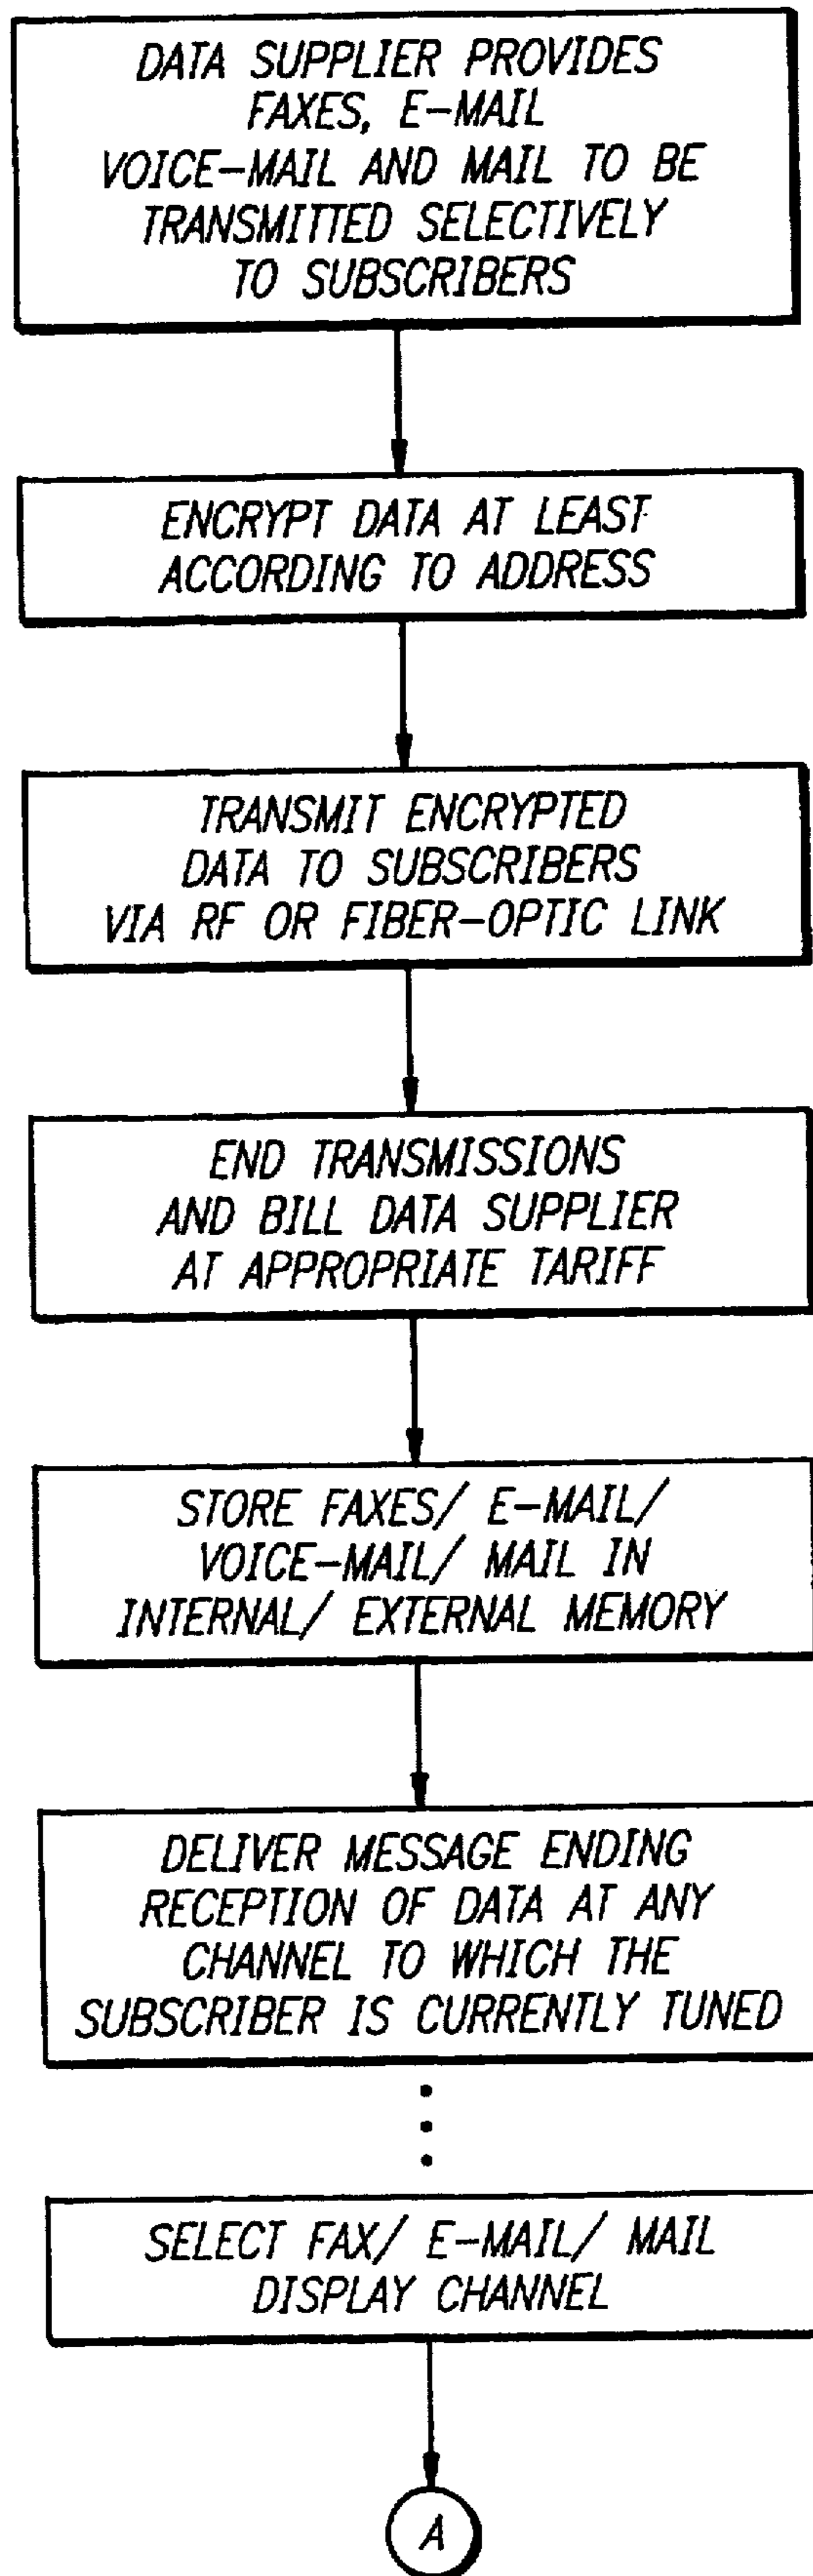 DATA SUPPLIER PROVIDES
FAXES, E-MAIL
VOICE-MAIL AND MAIL TO BE
TRANSMITTED SELECTIVELY
TO SUBSCRIBERS
ENCRYPT DATA AT LEAST
ACCORDING TO ADDRESS
TRANSMIT ENCRYPTED
DATA TO SUBSCRIBERS
VIA RF OR FIBER-OPTIC LINK
END TRANSMISSIONS
AND BILL DATA SUPPLIER
AT APPROPRIATE TARIFF
STORE FAXES/ E-MAIL/
VOICE-MAIL/ MAIL IN
INTERNAL/ EXTERNAL MEMORY
DELIVER MESSAGE ENDING
RECEPTION OF DATA AT ANY
CHANNEL TO WHICH THE
SUBSCRIBER IS CURRENTLY TUNED
SELECT FAX/ E-MAIL/ MAIL
DISPLAY CHANNEL
A